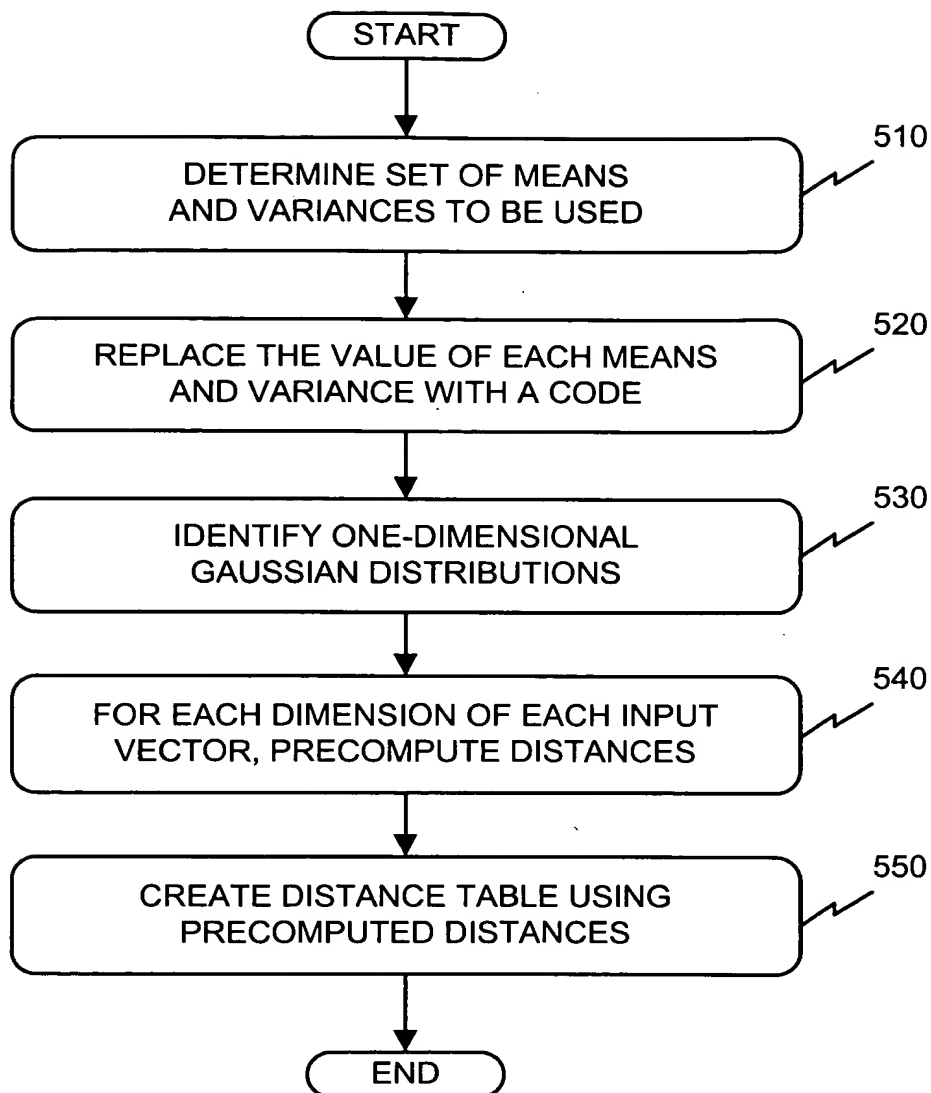 START
510
DETERMINE SET OF MEANS
AND VARIANCES TO BE USED
520
REPLACE THE VALUE OF EACH MEANS
AND VARIANCE WITH A CODE
530
IDENTIFY ONE-DIMENSIONAL
GAUSSIAN DISTRIBUTIONS
540
FOR EACH DIMENSION OF EACH INPUT
VECTOR, PRECOMPUTE DISTANCES
550
CREATE DISTANCE TABLE USING
PRECOMPUTED DISTANCES
END